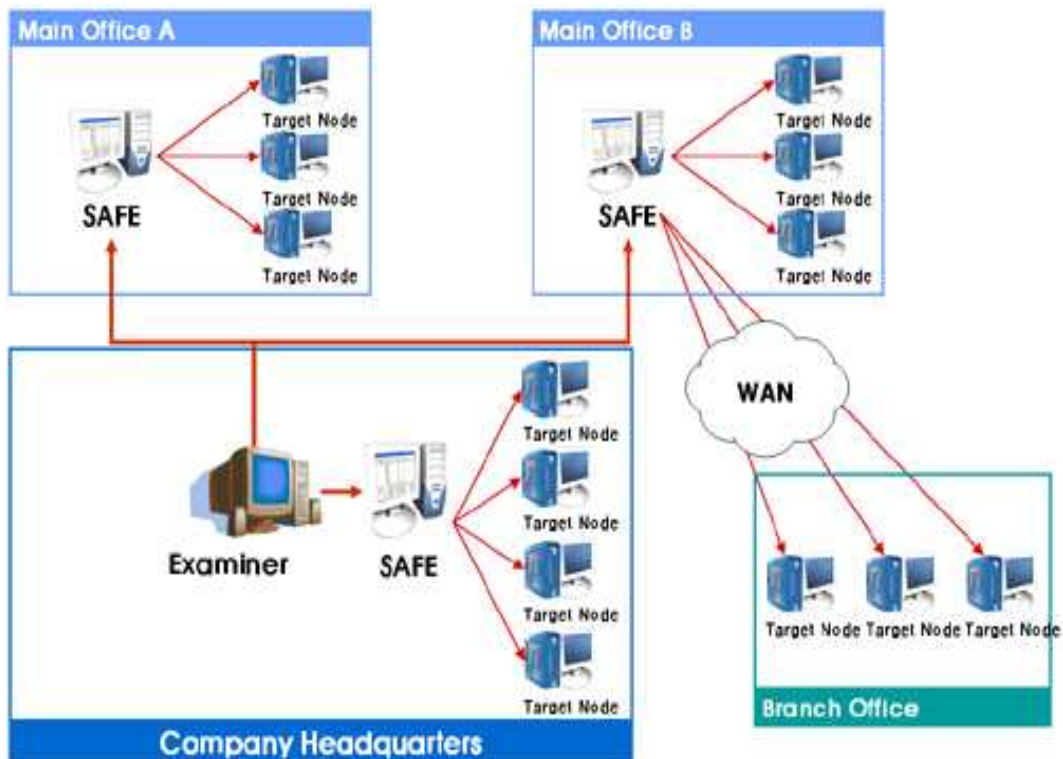 Main Office A
Target Node
Target Node
SAFE
Target Node
Main Office B
Target Node
Target Node
SAFE
Target Node
WAN
Target Node
Target Node
Examiner
SAFE
Target Node
Target Node
Company Headquarters
Target Node Target Node Target Node
Branch Office